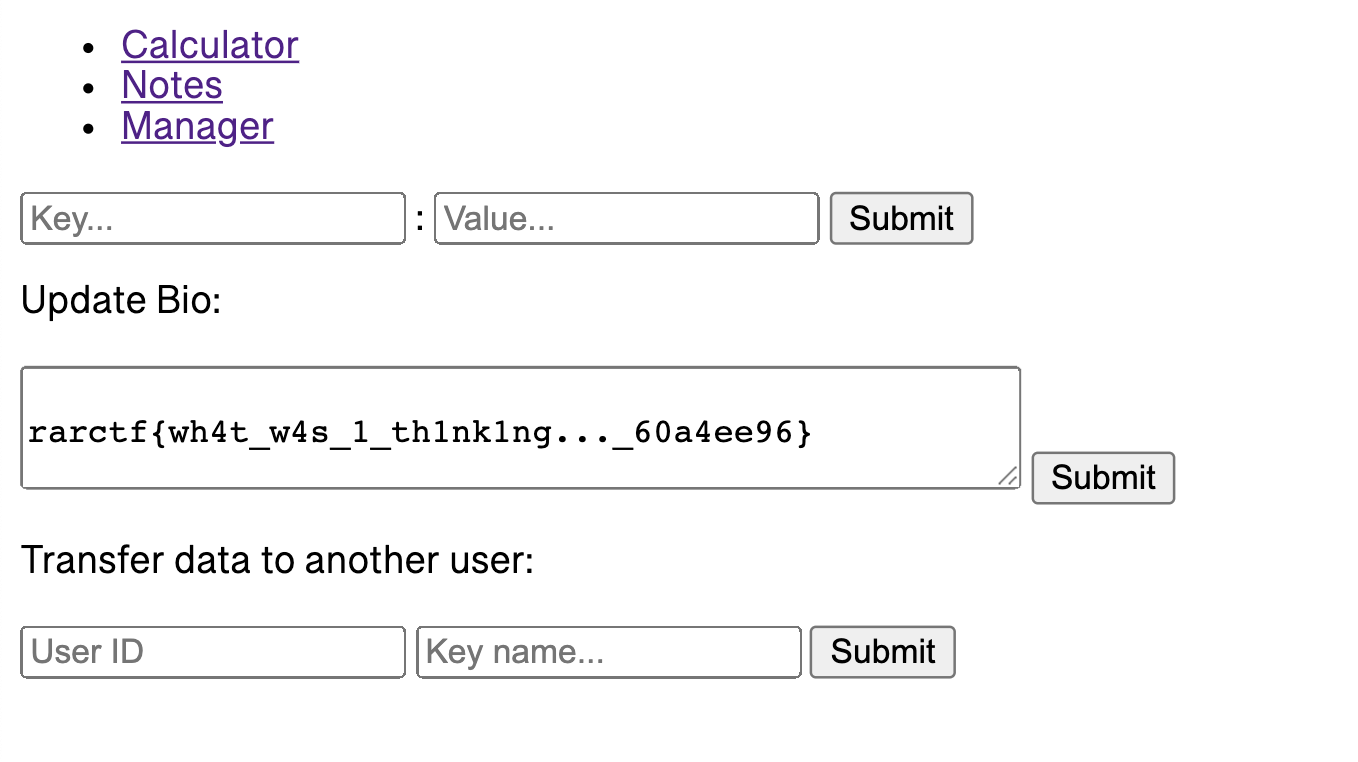 Calculator
Notes
Manager
Key... : Value... Submit
Update Bio:
rarctf{wh4t_w4s_1_th1nk1ng..._60a4ee96}
Submit
Transfer data to another user:
User ID Key name... Submit